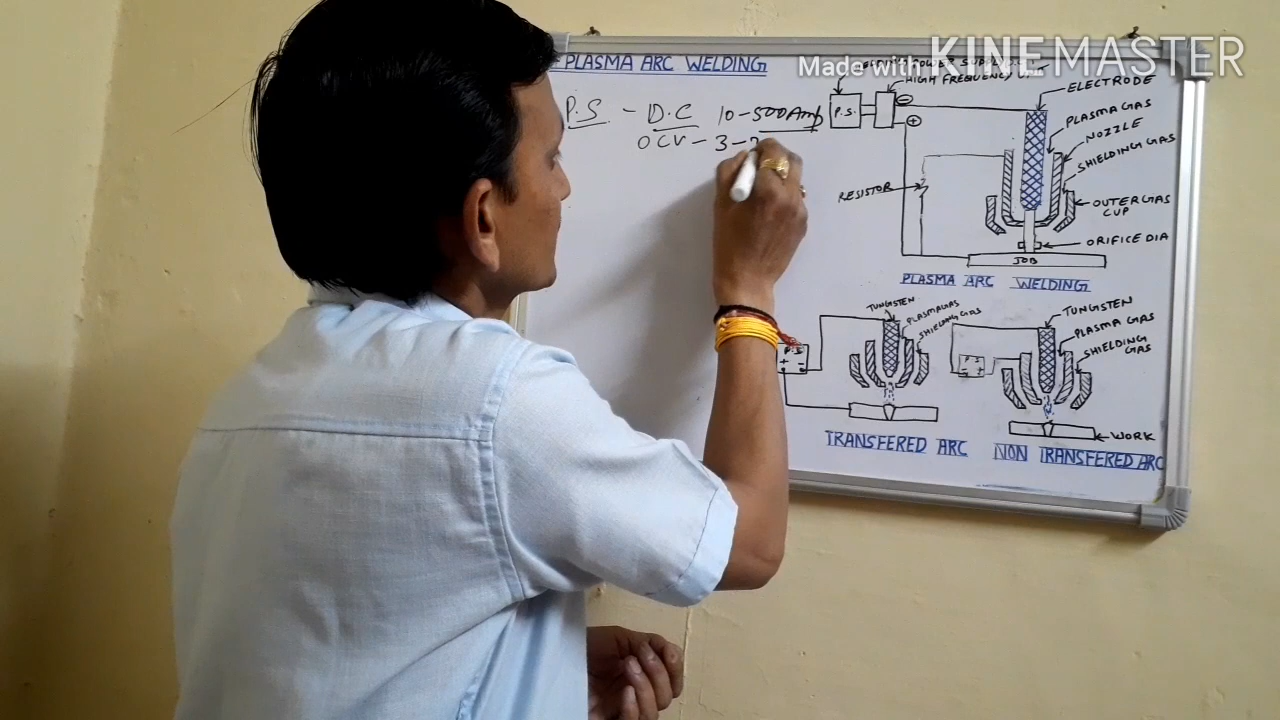 PLASMA ARC WELDING
Made with KINEMASTER
HIGH FREQUENCY
P.S – D.C 10-500Amp
OCV – 3-
P.S.
ELECTRODE
PLASMA GAS
NOZZLE
SHIELDING GAS
RESISTOR
OUTER GAS
CUP
ORIFICE DIA
JOB
PLASMA ARC WELDING
TUNGSTEN
PLASMA GAS
SHIELDING GAS
P.S
TRANSFERED ARC
TUNGSTEN
PLASMA GAS
SHIELDING
GAS
WORK
NON TRANSFERED ARC